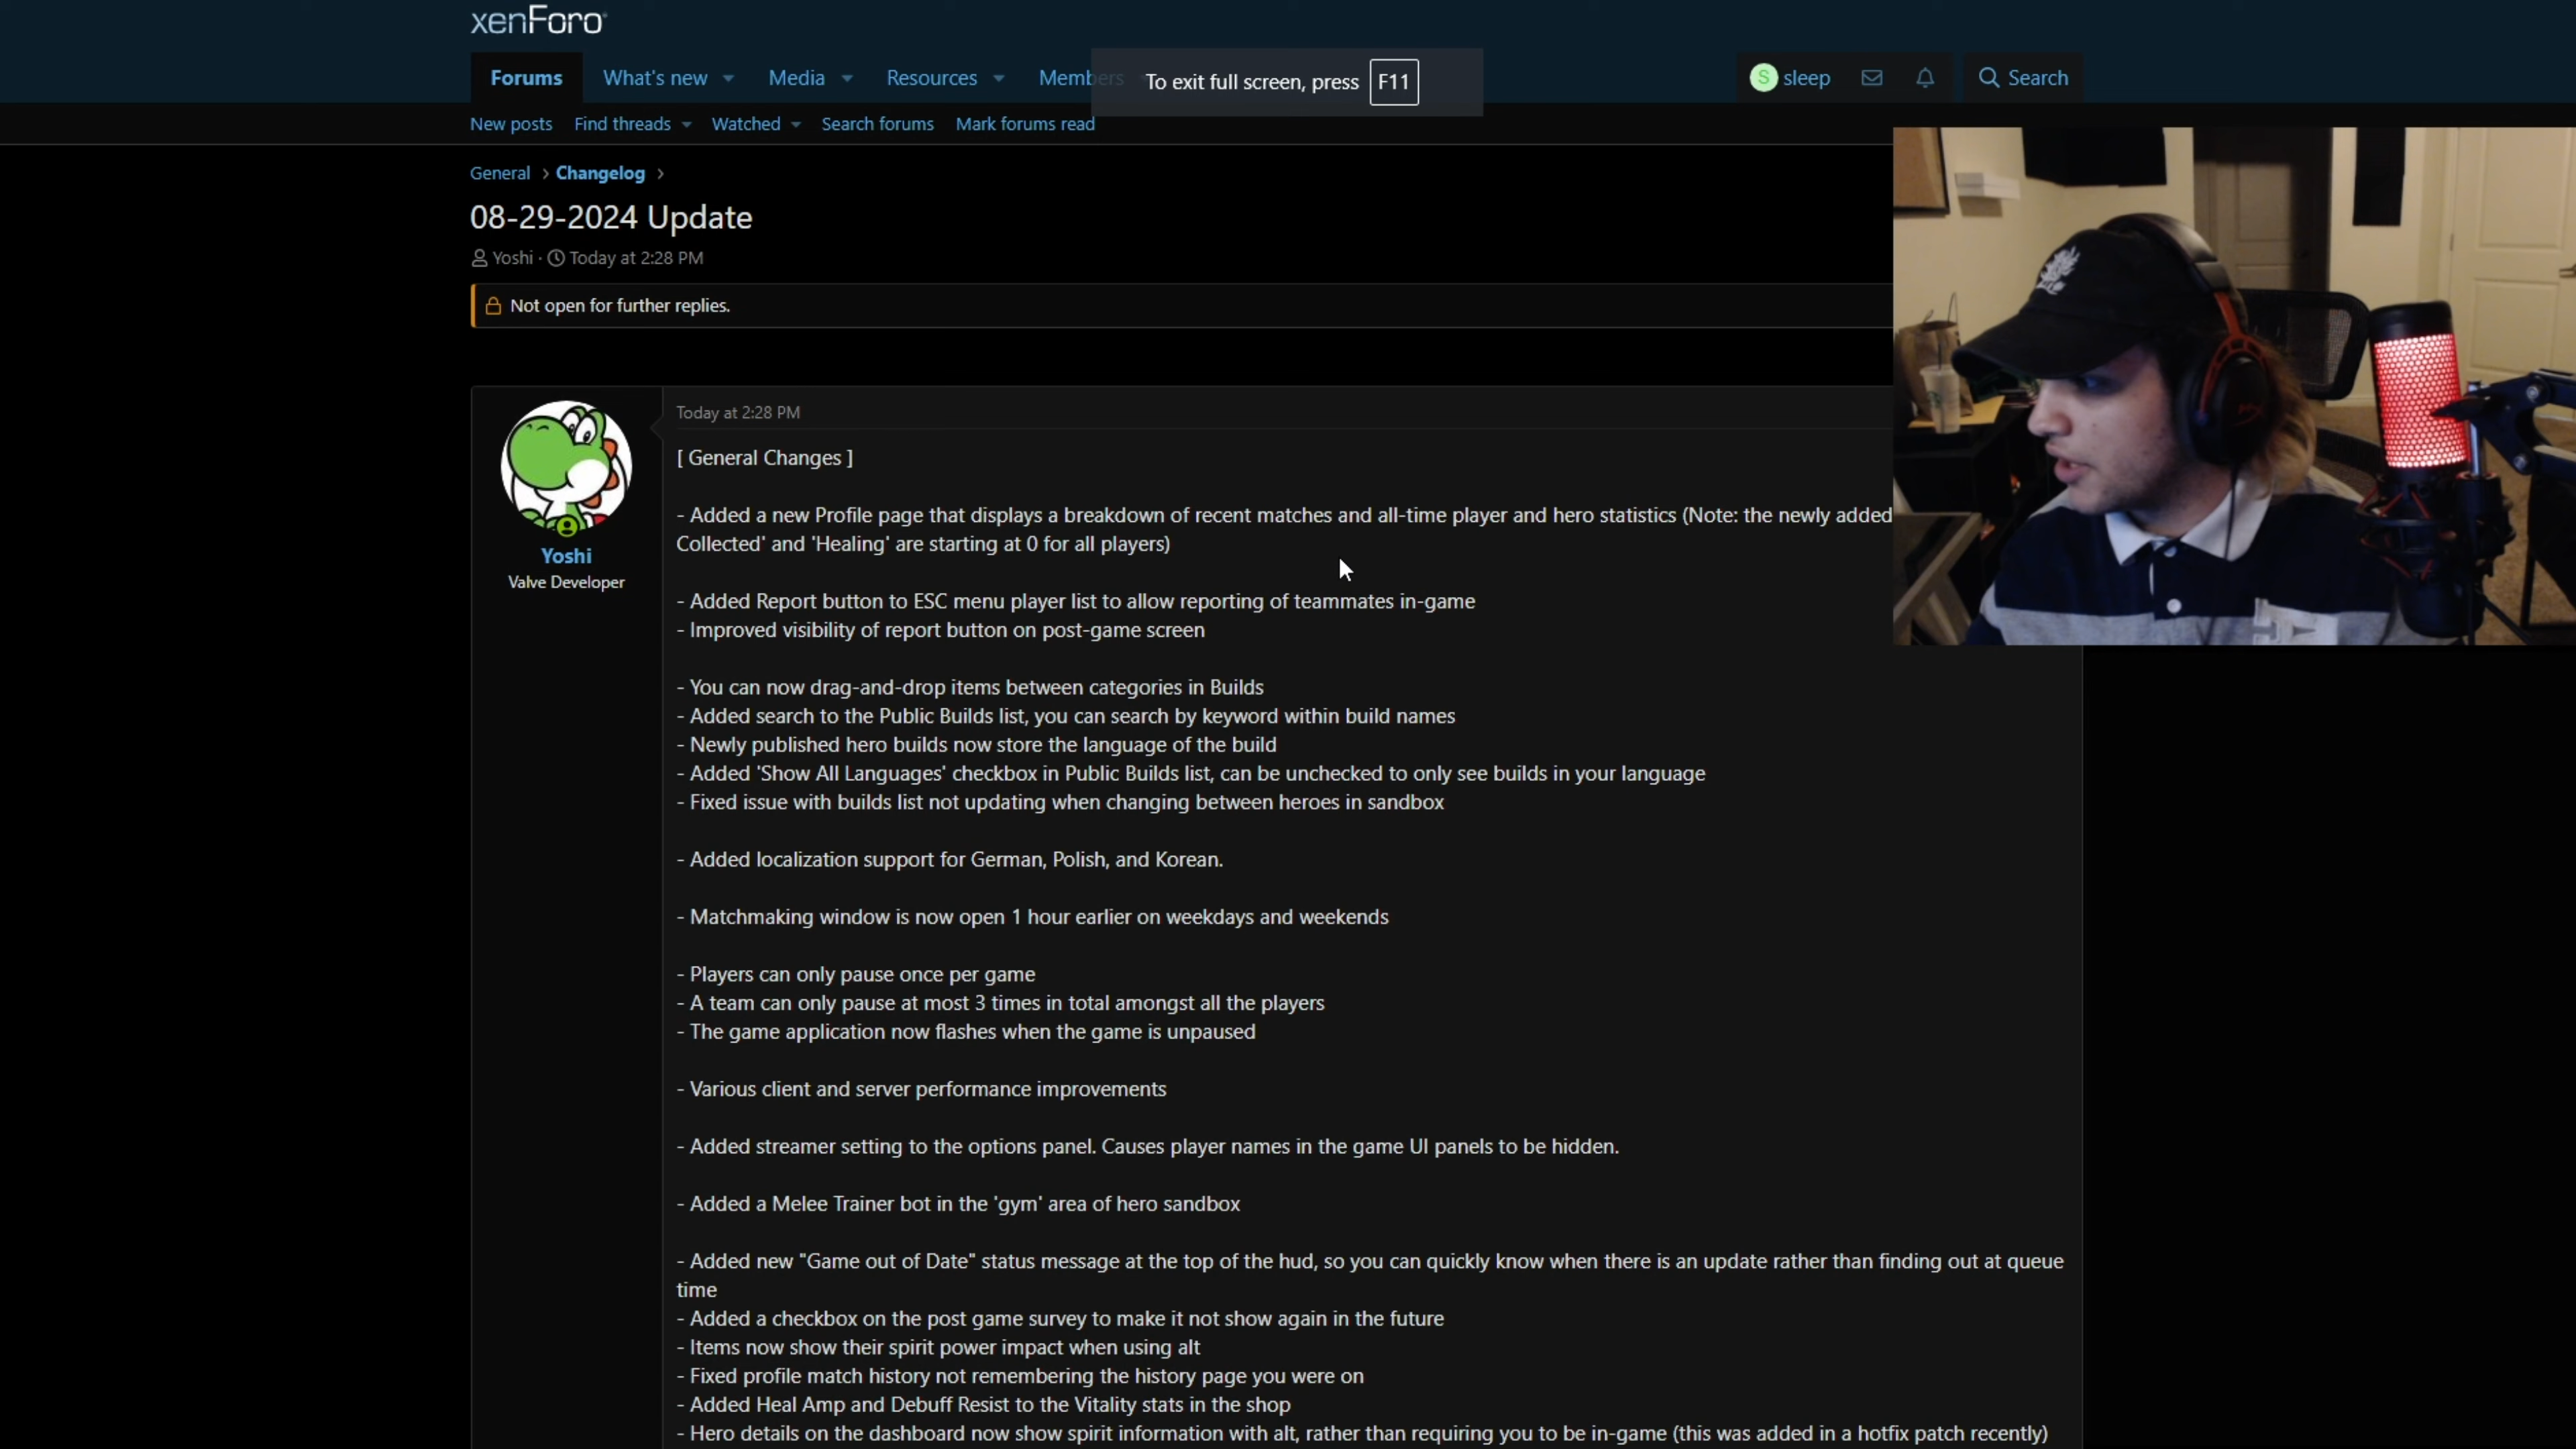 xenForo
Forums What's new Media Resources Members
To exit full screen, press F11
S sleep Search
New posts Find threads Watched Search forums Mark forums read
General > Changelog >
08-29-2024 Update
Yoshi · Today at 2:28 PM
Not open for further replies.
Yoshi
Valve Developer
Today at 2:28 PM
[ General Changes ]
- Added a new Profile page that displays a breakdown of recent matches and all-time player and hero statistics (Note: the newly added
Collected' and 'Healing' are starting at 0 for all players)
- Added Report button to ESC menu player list to allow reporting of teammates in-game
- Improved visibility of report button on post-game screen
- You can now drag-and-drop items between categories in Builds
- Added search to the Public Builds list, you can search by keyword within build names
- Newly published hero builds now store the language of the build
- Added 'Show All Languages' checkbox in Public Builds list, can be unchecked to only see builds in your language
- Fixed issue with builds list not updating when changing between heroes in sandbox
- Added localization support for German, Polish, and Korean.
- Matchmaking window is now open 1 hour earlier on weekdays and weekends
- Players can only pause once per game
- A team can only pause at most 3 times in total amongst all the players
- The game application now flashes when the game is unpaused
- Various client and server performance improvements
- Added streamer setting to the options panel. Causes player names in the game UI panels to be hidden.
- Added a Melee Trainer bot in the 'gym' area of hero sandbox
- Added new "Game out of Date" status message at the top of the hud, so you can quickly know when there is an update rather than finding out at queue
time
- Added a checkbox on the post game survey to make it not show again in the future
- Items now show their spirit power impact when using alt
- Fixed profile match history not remembering the history page you were on
- Added Heal Amp and Debuff Resist to the Vitality stats in the shop
- Hero details on the dashboard now show spirit information with alt, rather than requiring you to be in-game (this was added in a hotfix patch recently)